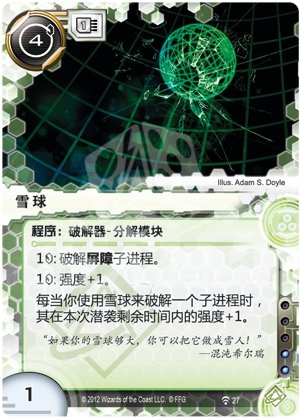 4
Illus. Adam S. Doyle
雪球
程序：破解器-分解模块
1：破解屏障子进程。
1：强度+1。
每当你使用雪球来破解一个子进程时，
其在本次潜袭剩余时间内的强度+1。
“如果你的雪球够大，你可以把它做成雪人！”
—混沌希尔瑞
1
© 2012 Wizards of the Coast LLC. © FFG
27